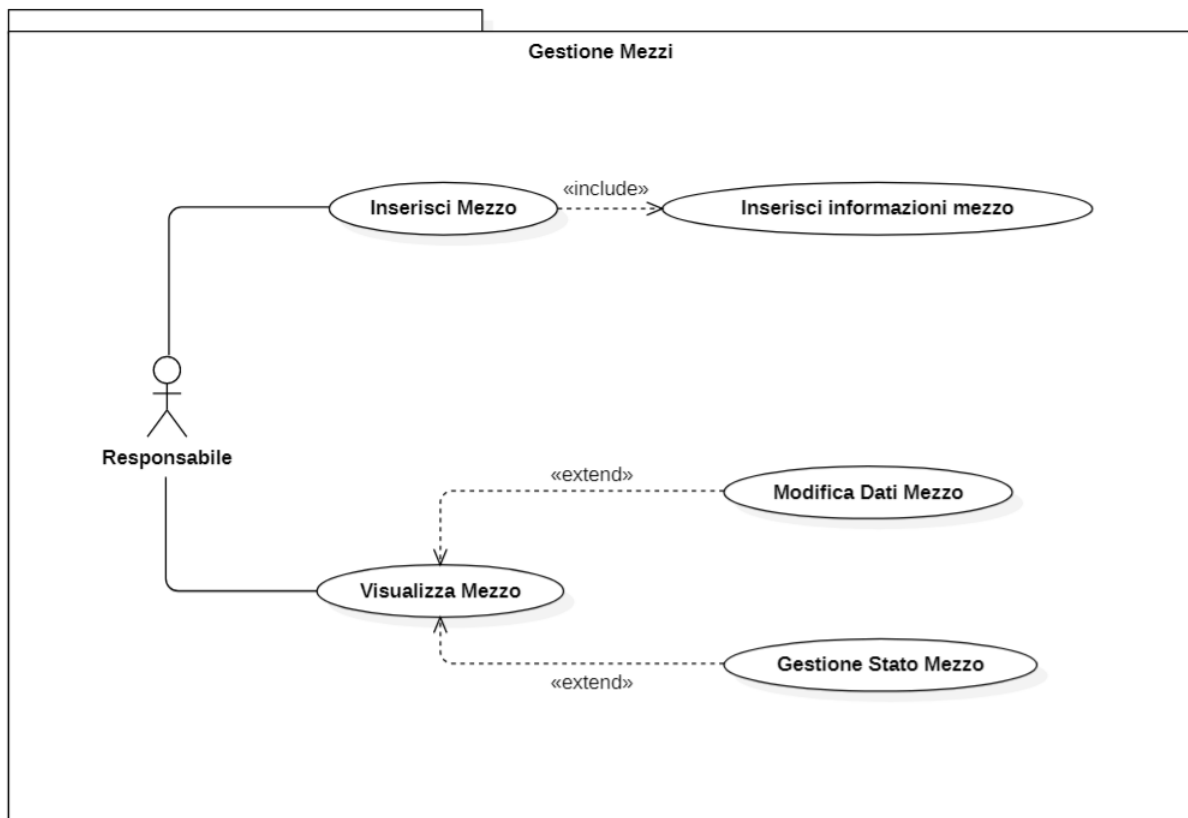 Gestione Mezzi
«include»
Inserisci Mezzo
Inserisci informazioni mezzo
Responsabile
«extend»
Modifica Dati Mezzo
Visualizza Mezzo
Gestione Stato Mezzo
«extend»